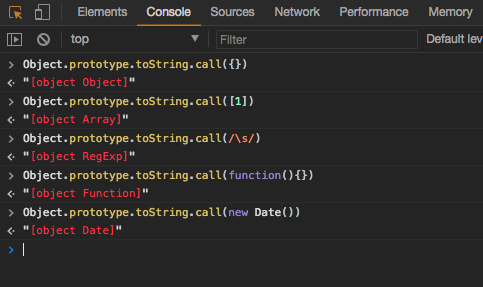 Elements Console Sources Network Performance Memory
top ▼ Filter Default lev
> Object.prototype.toString.call({})
<· "[object Object]"
> Object.prototype.toString.call([1])
<· "[object Array]"
> Object.prototype.toString.call(/\s/)
<· "[object RegExp]"
> Object.prototype.toString.call(function(){})
<· "[object Function]"
> Object.prototype.toString.call(new Date())
<· "[object Date]"
>